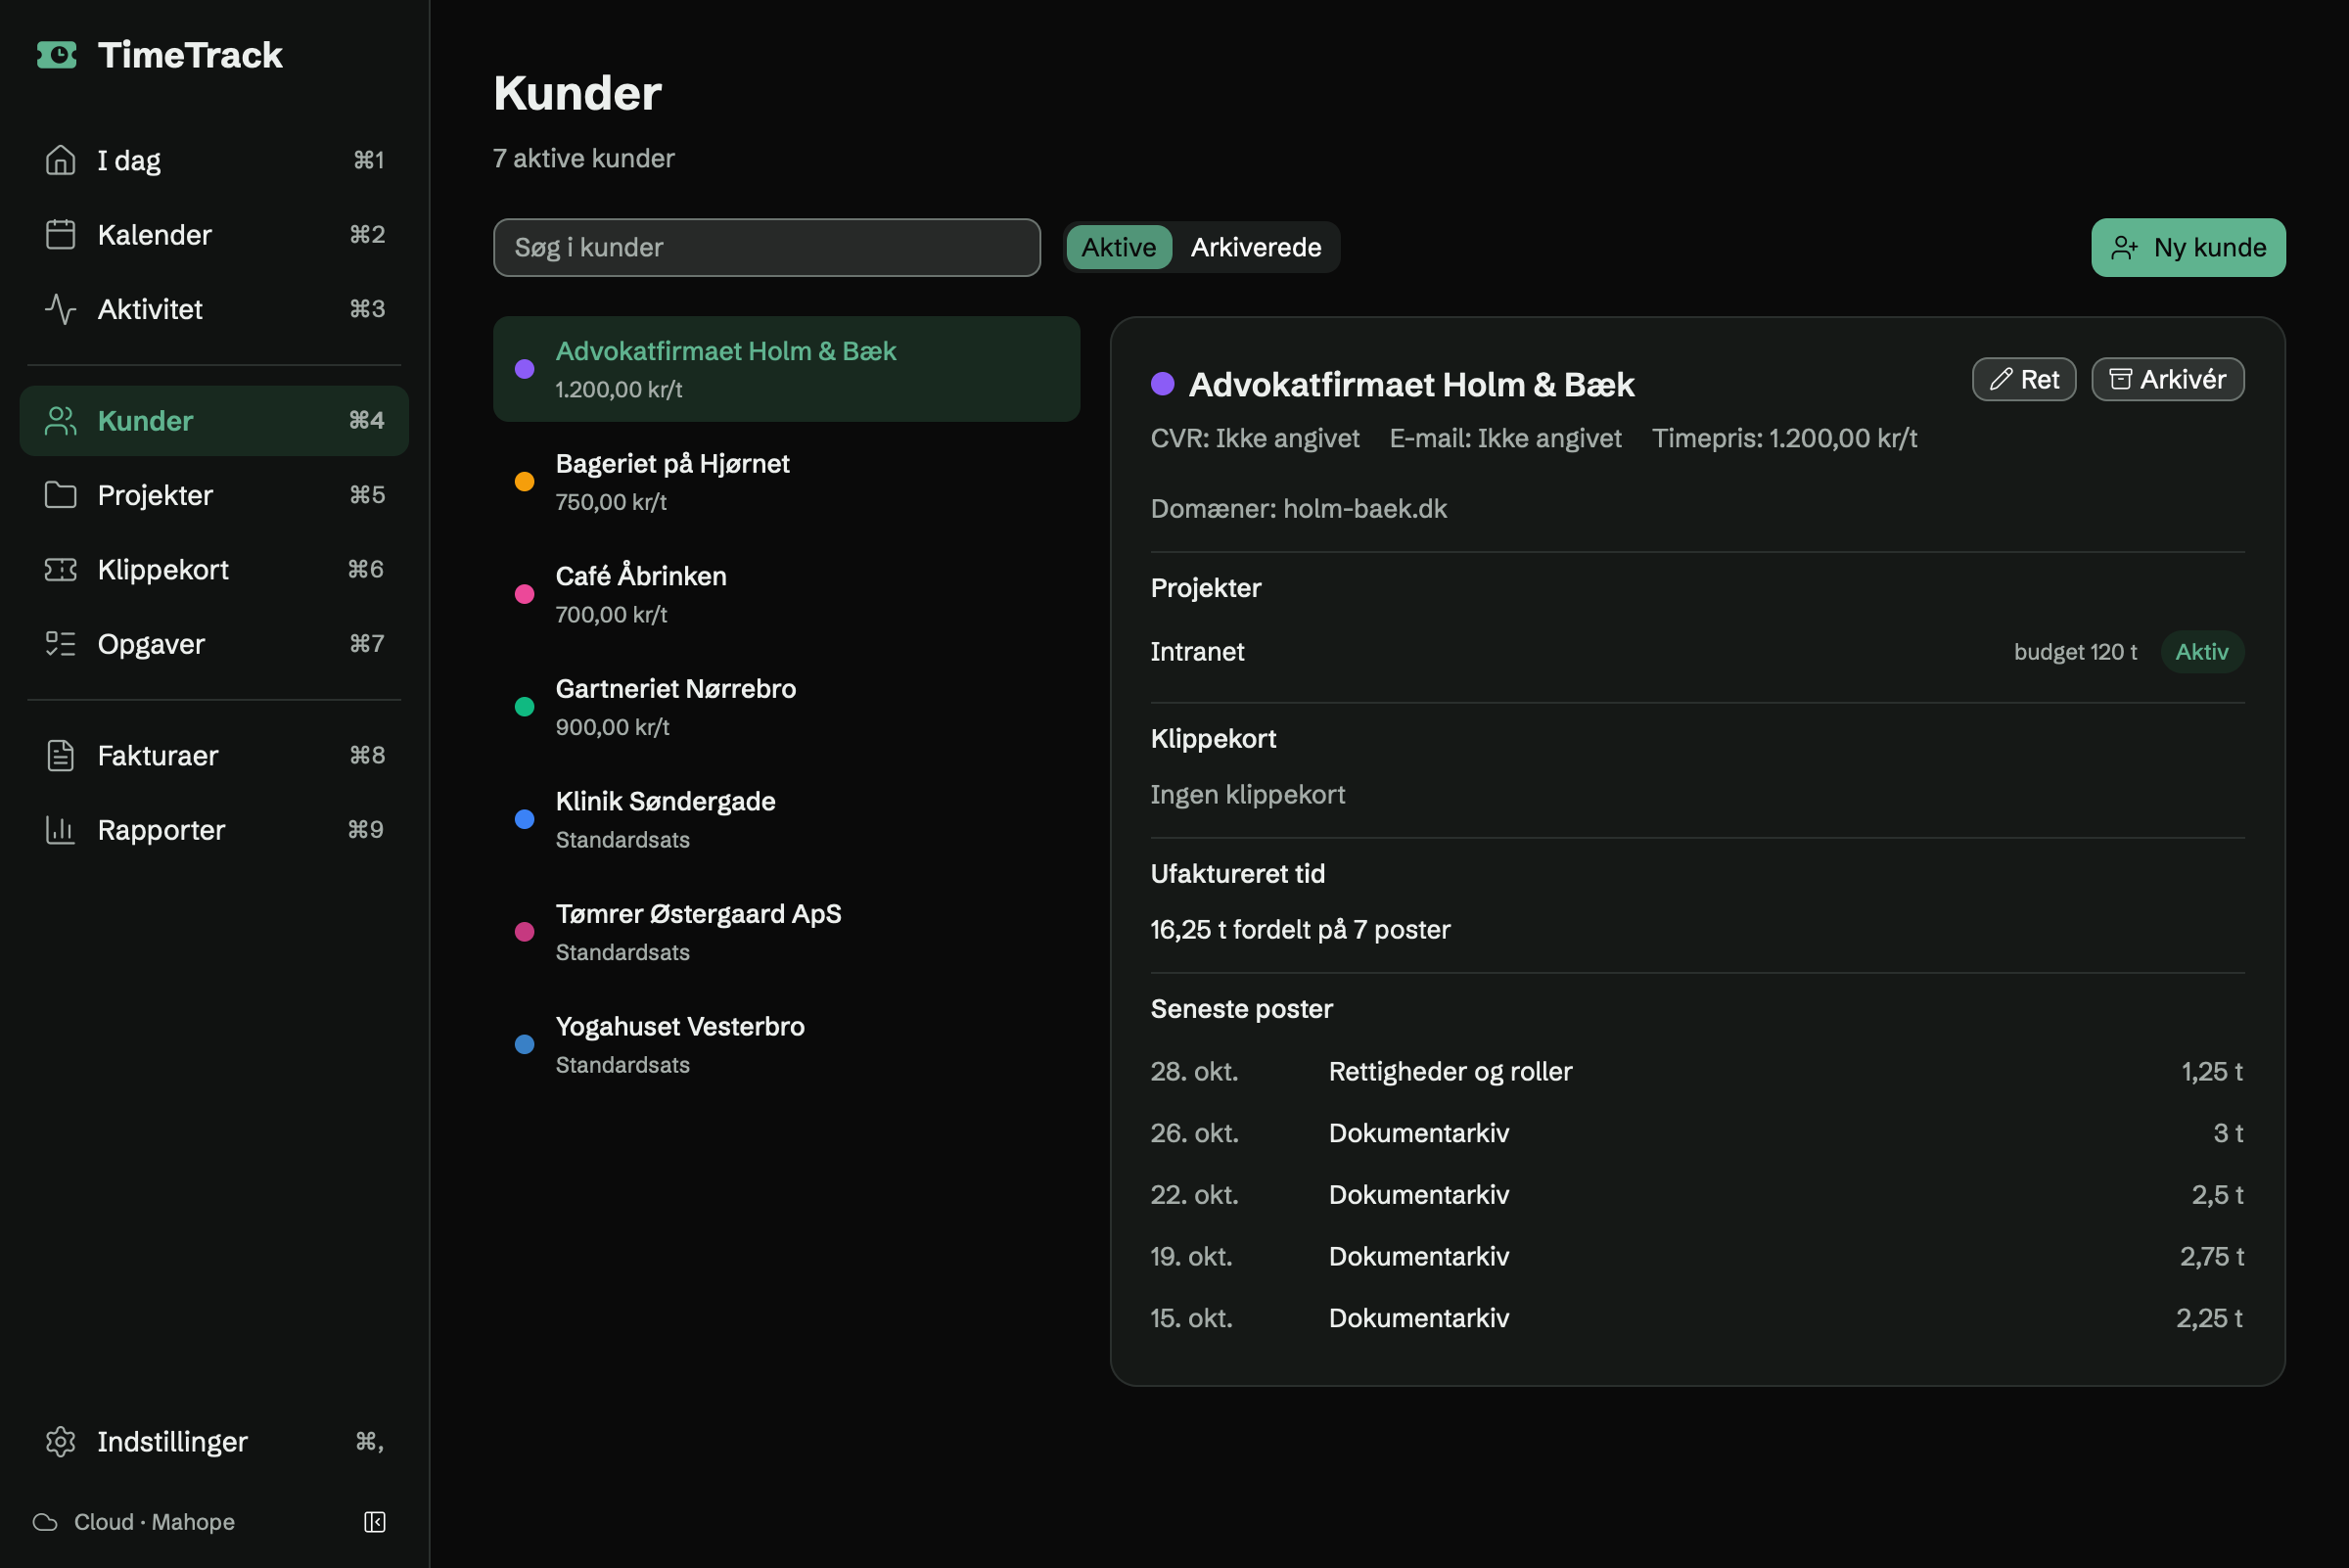 TimeTrack
I dag ⌘1
Kalender ⌘2
Aktivitet ⌘3
Kunder ⌘4
Projekter ⌘5
Klippekort ⌘6
Opgaver ⌘7
Fakturaer ⌘8
Rapporter ⌘9
Indstillinger ⌘,
Cloud · Mahope
Kunder
7 aktive kunder
Søg i kunder
Aktive Arkiverede
Ny kunde
Advokatfirmaet Holm & Bæk
1.200,00 kr/t
Bageriet på Hjørnet
750,00 kr/t
Café Åbrinken
700,00 kr/t
Gartneriet Nørrebro
900,00 kr/t
Klinik Søndergade
Standardsats
Tømrer Østergaard ApS
Standardsats
Yogahuset Vesterbro
Standardsats
Advokatfirmaet Holm & Bæk
Ret Arkivér
CVR: Ikke angivet E-mail: Ikke angivet Timepris: 1.200,00 kr/t
Domæner: holm-baek.dk
Projekter
Intranet budget 120 t Aktiv
Klippekort
Ingen klippekort
Ufaktureret tid
16,25 t fordelt på 7 poster
Seneste poster
28. okt. Rettigheder og roller 1,25 t
26. okt. Dokumentarkiv 3 t
22. okt. Dokumentarkiv 2,5 t
19. okt. Dokumentarkiv 2,75 t
15. okt. Dokumentarkiv 2,25 t